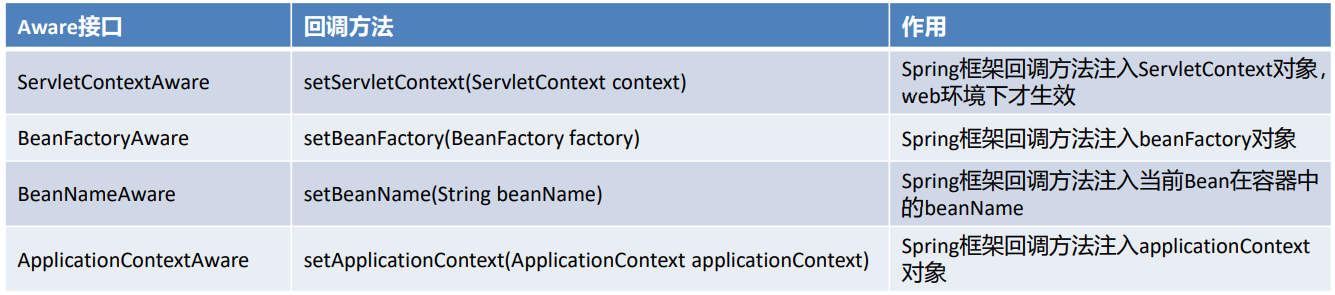 Aware接口 回调方法 作用
ServletContextAware setServletContext(ServletContext context) Spring框架回调方法注入ServletContext对象，
web环境下才生效
BeanFactoryAware setBeanFactory(BeanFactory factory) Spring框架回调方法注入beanFactory对象
BeanNameAware setBeanName(String beanName) Spring框架回调方法注入当前Bean在容器中
的beanName
ApplicationContextAware setApplicationContext(ApplicationContext applicationContext) Spring框架回调方法注入applicationContext
对象